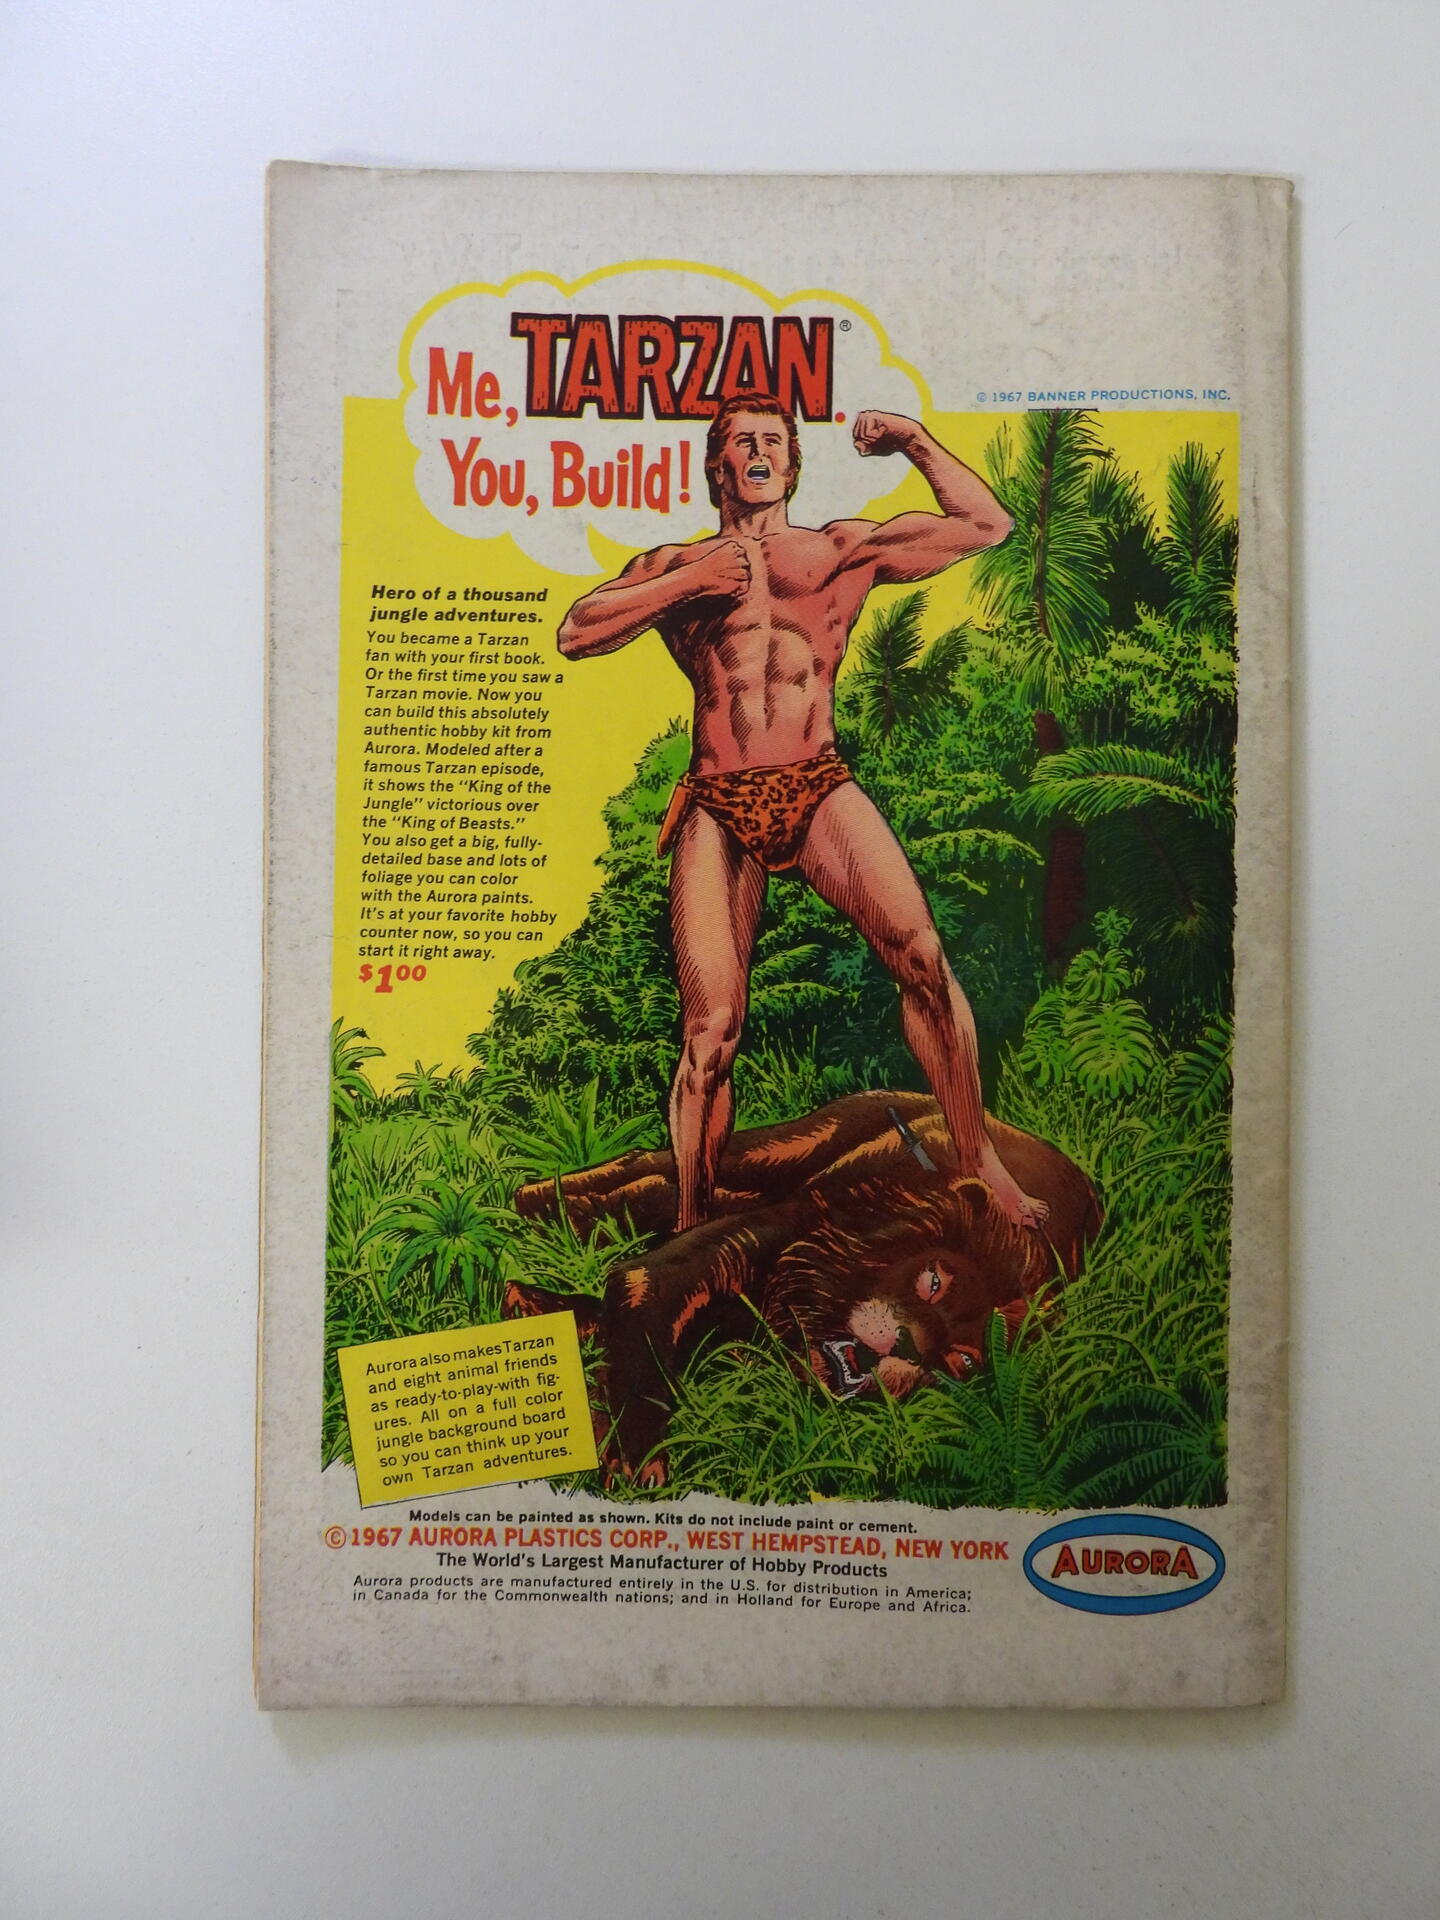 Me, TARZAN®.
You, Build!
© 1967 BANNER PRODUCTIONS, INC.
Hero of a thousand
jungle adventures.
You became a Tarzan
fan with your first book.
Or the first time you saw a
Tarzan movie. Now you
can build this absolutely
authentic hobby kit from
Aurora. Modeled after a
famous Tarzan episode,
it shows the "King of the
Jungle" victorious over
the "King of Beasts."
You also get a big, fully-
detailed base and lots of
foliage you can color
with the Aurora paints.
It's at your favorite hobby
counter now, so you can
start it right away.
$100
Aurora also makes Tarzan
and eight animal friends
as ready-to-play-with fig-
ures. All on a full color
jungle background board
so you can think up your
own Tarzan adventures.
Models can be painted as shown. Kits do not include paint or cement.
© 1967 AURORA PLASTICS CORP., WEST HEMPSTEAD, NEW YORK
The World's Largest Manufacturer of Hobby Products
Aurora products are manufactured entirely in the U.S. for distribution in America;
in Canada for the Commonwealth nations; and in Holland for Europe and Africa.
AURORA